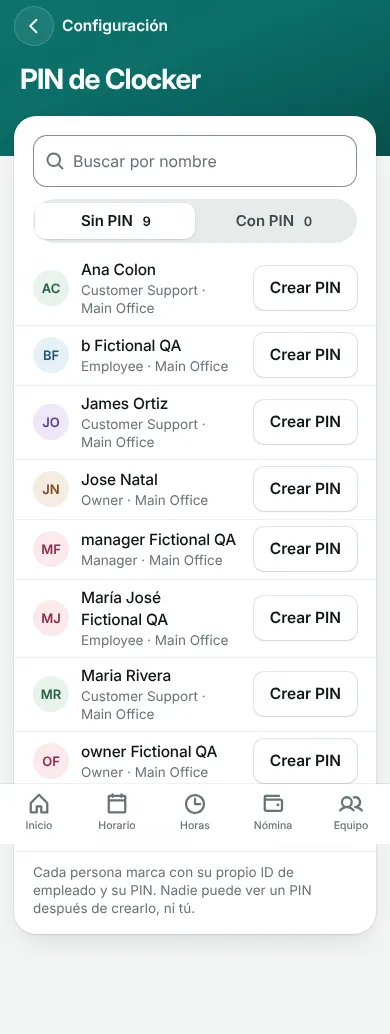 Configuración
PIN de Clocker
Buscar por nombre
Sin PIN 9
Con PIN 0
AC
Ana Colon
Customer Support ·
Main Office
Crear PIN
BF
b Fictional QA
Employee · Main Office
Crear PIN
JO
James Ortiz
Customer Support ·
Main Office
Crear PIN
JN
Jose Natal
Owner · Main Office
Crear PIN
MF
manager Fictional QA
Manager · Main Office
Crear PIN
MJ
María José
Fictional QA
Employee · Main Office
Crear PIN
MR
Maria Rivera
Customer Support ·
Main Office
Crear PIN
OF
owner Fictional QA
Owner · Main Office
Crear PIN
Inicio
Horario
Horas
Nómina
Equipo
Cada persona marca con su propio ID de
empleado y su PIN. Nadie puede ver un PIN
después de crearlo, ni tú.